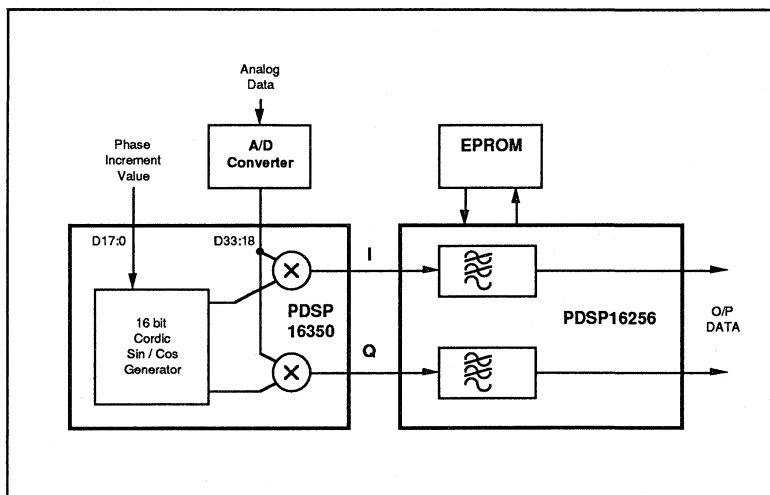 Analog
Data
A/D
Converter
EPROM
Phase
Increment
Value
D17:0
D33:18
I
16 bit
Cordic
Sin / Cos
Generator
PDSP
16350
Q
PDSP16256
O/P
DATA